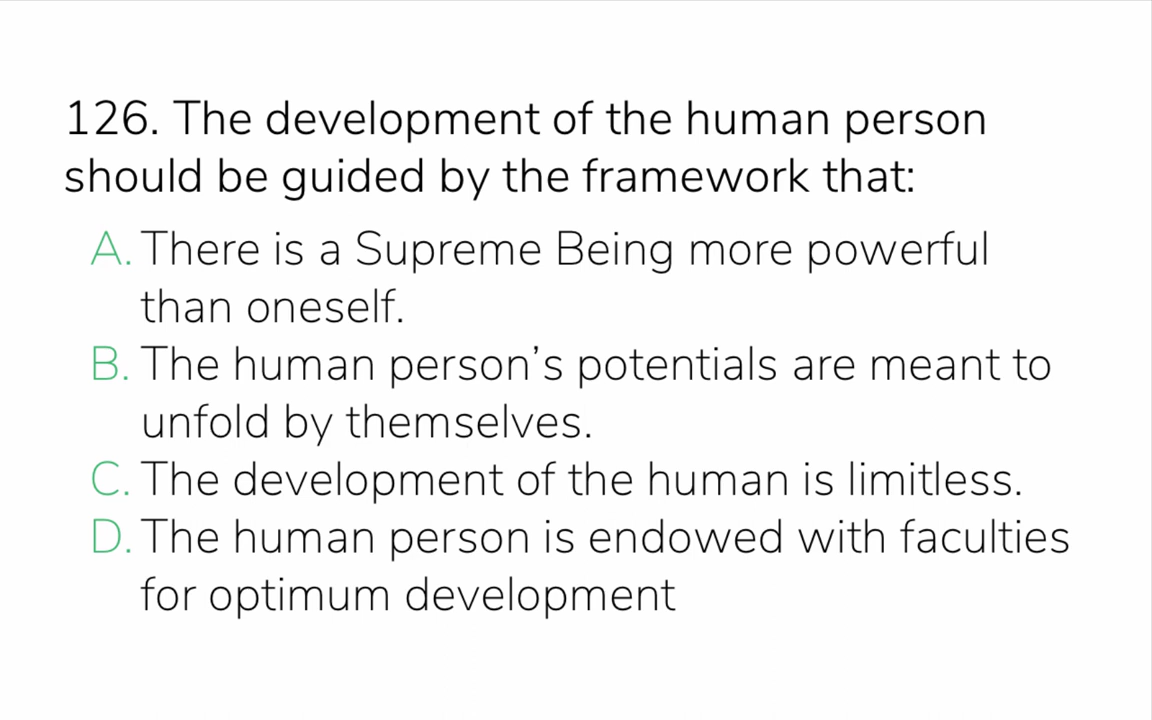 126. The development of the human person
should be guided by the framework that:
A. There is a Supreme Being more powerful
than oneself.
B. The human person’s potentials are meant to
unfold by themselves.
C. The development of the human is limitless.
D. The human person is endowed with faculties
for optimum development